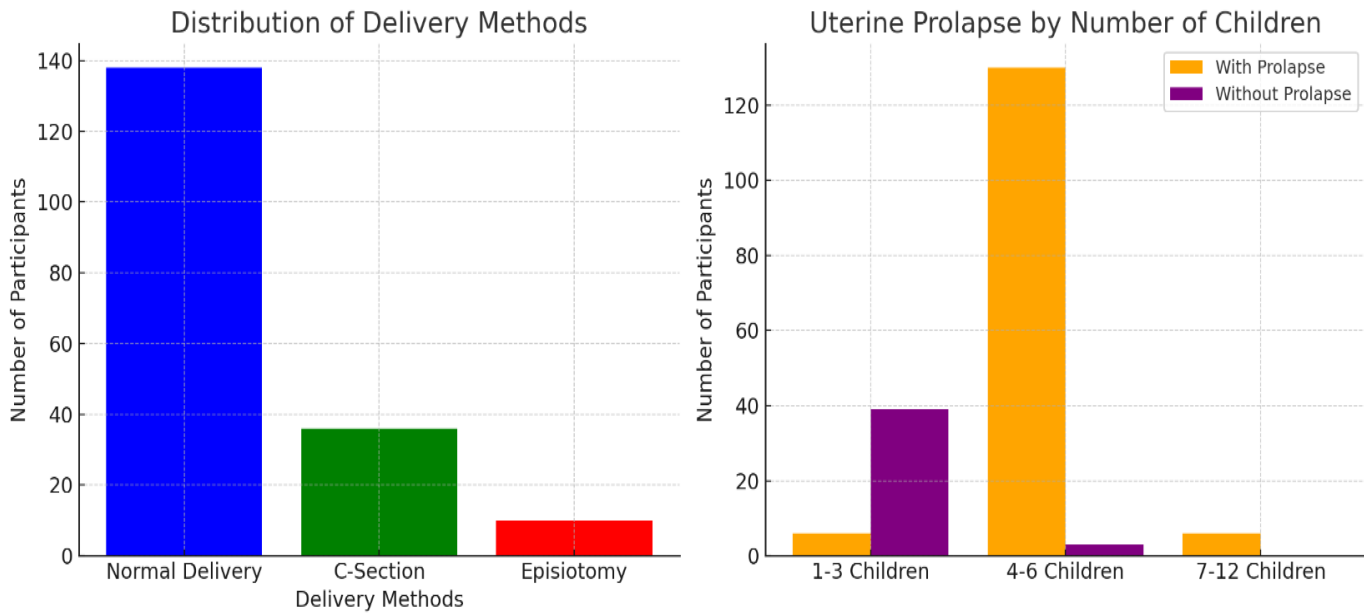 Distribution of Delivery Methods
Number of Participants
140
120
100
80
60
40
20
0
Normal Delivery
C-Section
Episiotomy
Delivery Methods
Uterine Prolapse by Number of Children
With Prolapse
Without Prolapse
Number of Participants
120
100
80
60
40
20
0
1-3 Children
4-6 Children
7-12 Children